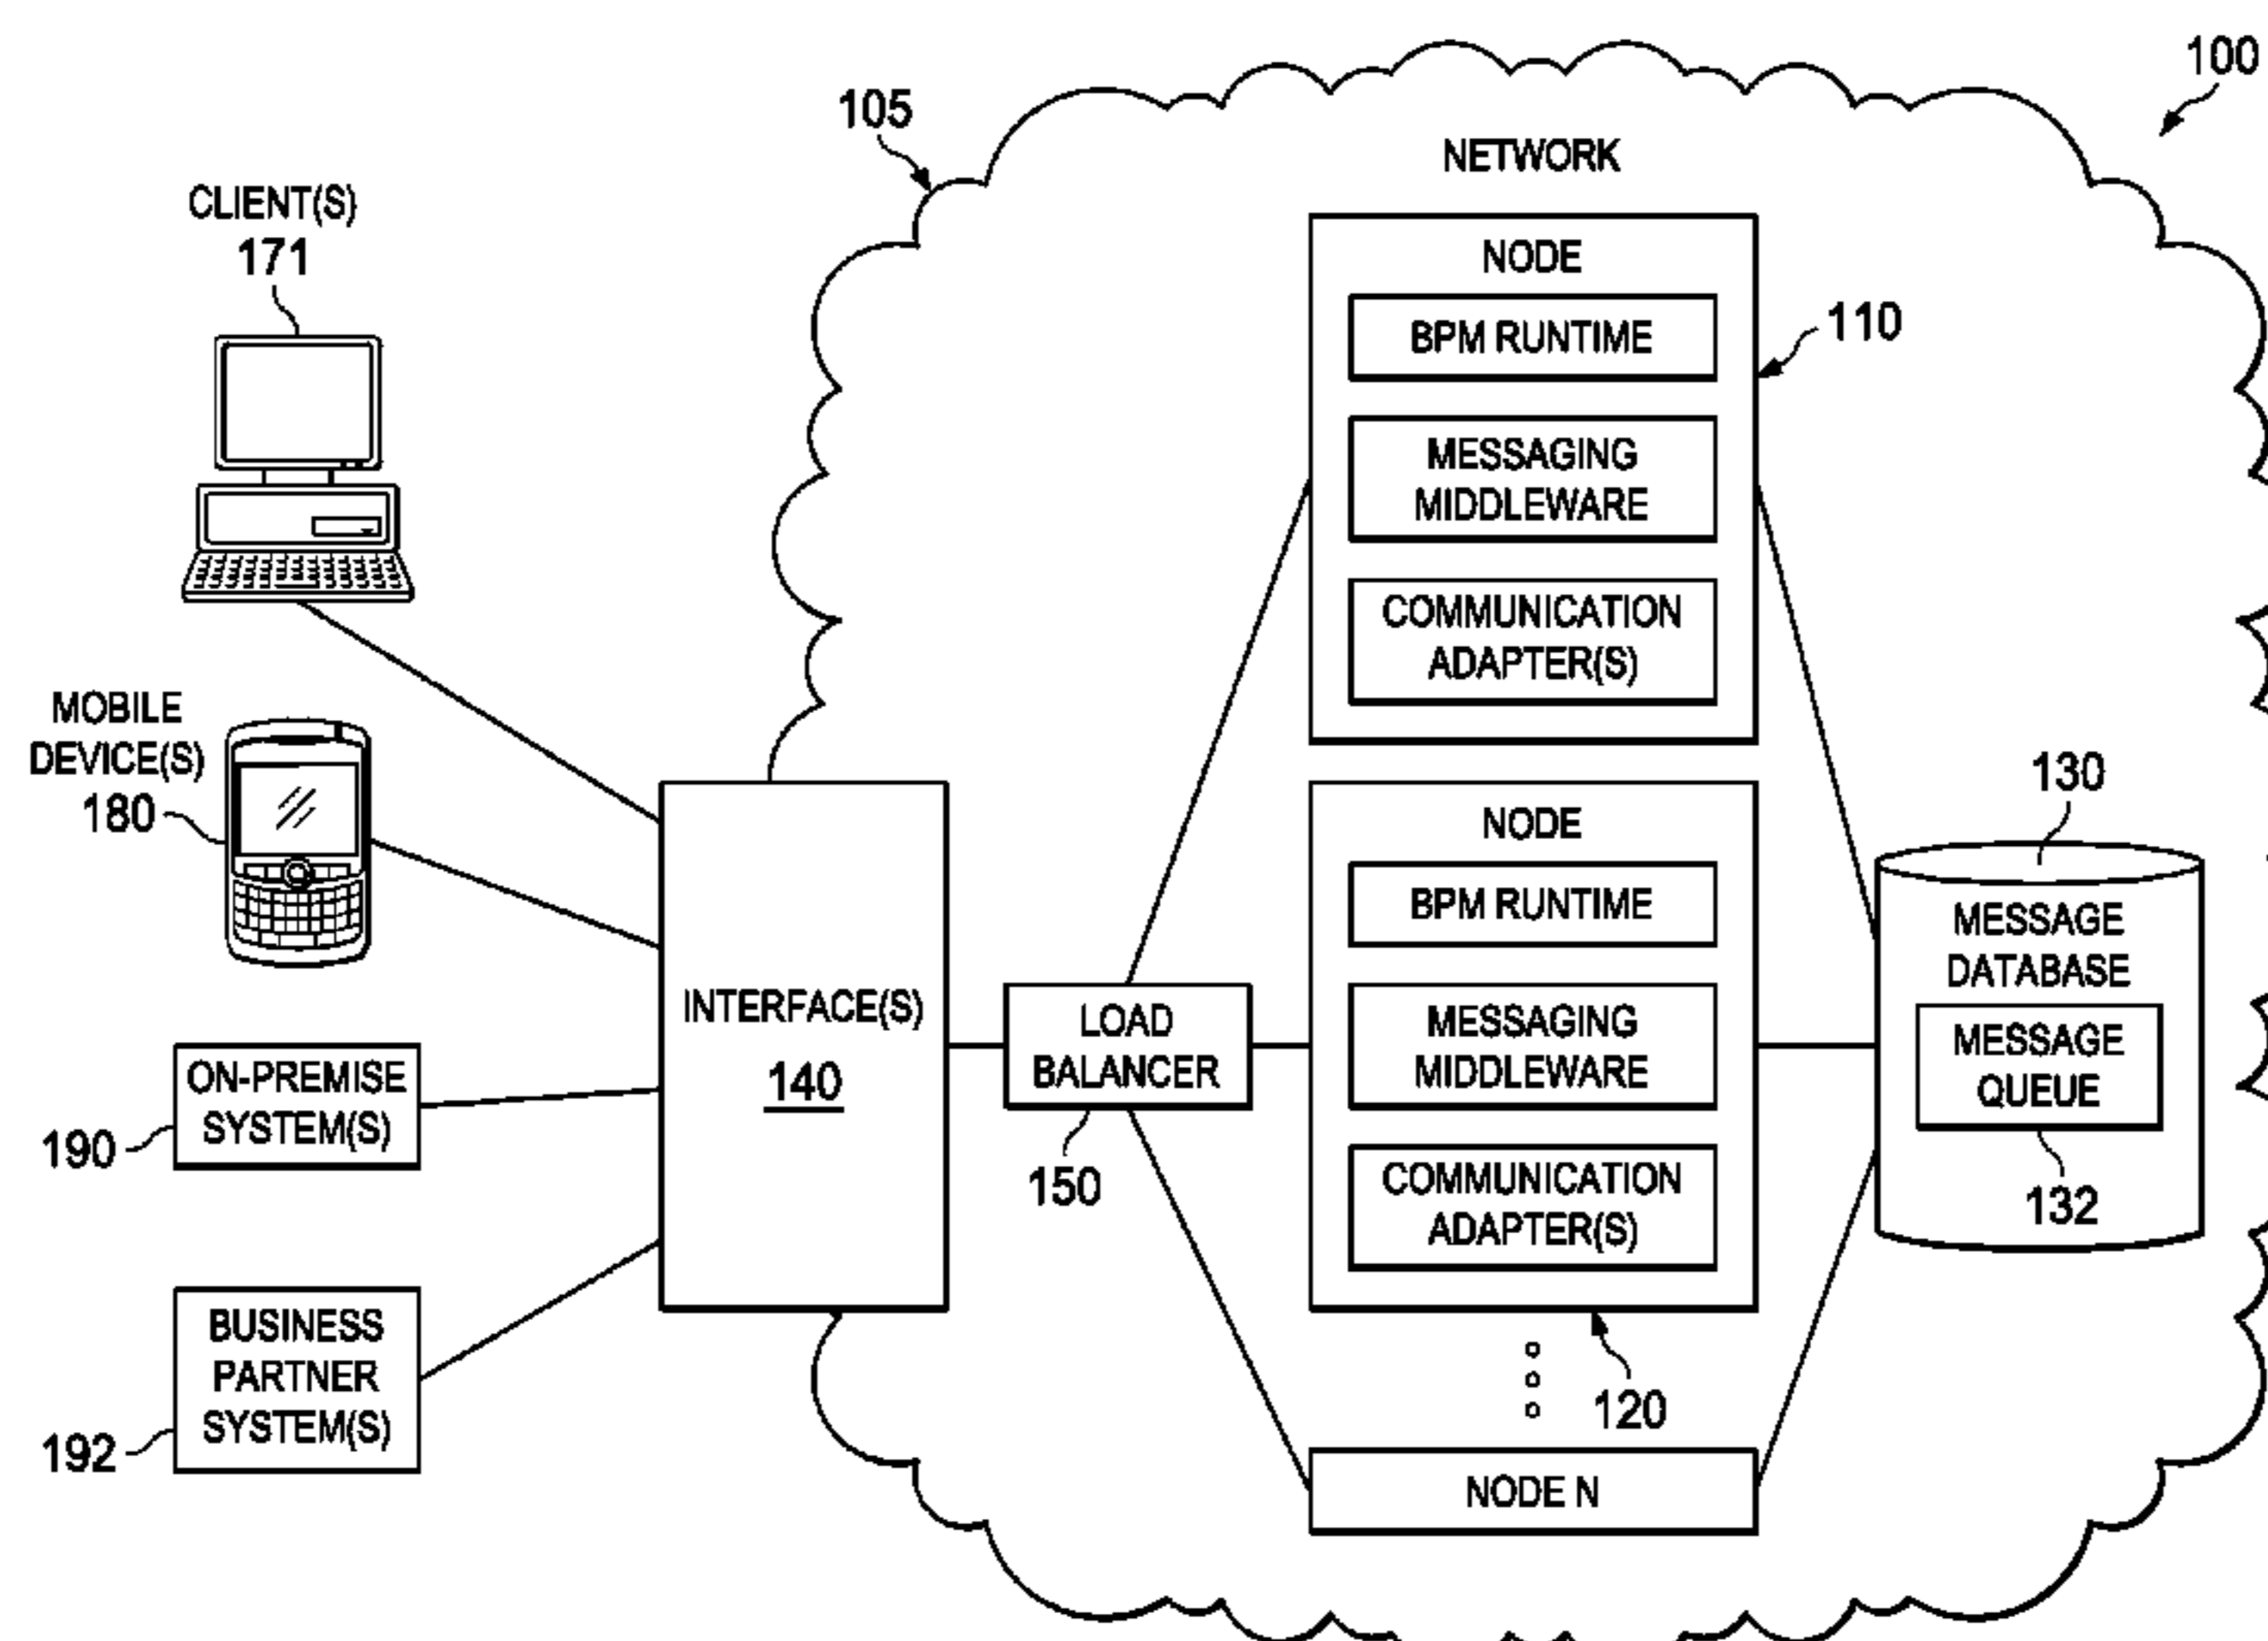 100
105
NETWORK
CLIENT(S)
171
NODE
BPM RUNTIME
110
MESSAGING
MIDDLEWARE
COMMUNICATION
ADAPTER(S)
MOBILE
DEVICE(S)
180
NODE
BPM RUNTIME
MESSAGING
MIDDLEWARE
COMMUNICATION
ADAPTER(S)
120
130
MESSAGE
DATABASE
MESSAGE
QUEUE
132
INTERFACE(S)
140
LOAD
BALANCER
150
ON-PREMISE
SYSTEM(S)
190
BUSINESS
PARTNER
SYSTEM(S)
192
NODE N